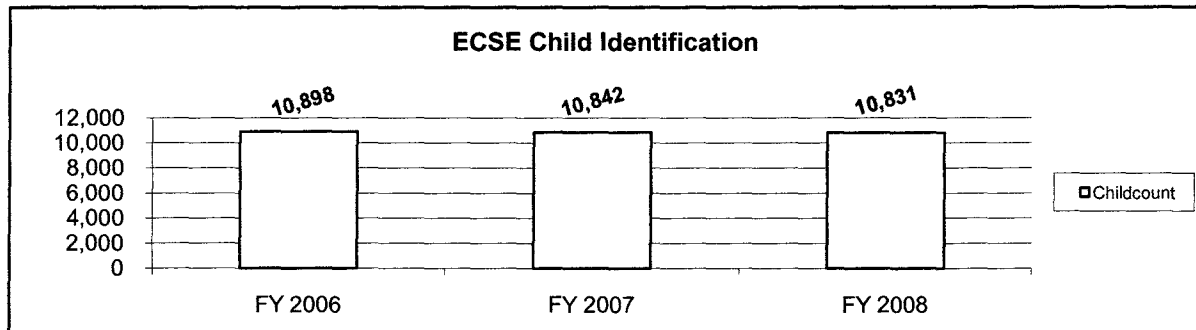 ECSE Child Identification
10,898
10,842
10,831
12,000
10,000
8,000
6,000
4,000
2,000
0
Childcount
FY 2006
FY 2007
FY 2008